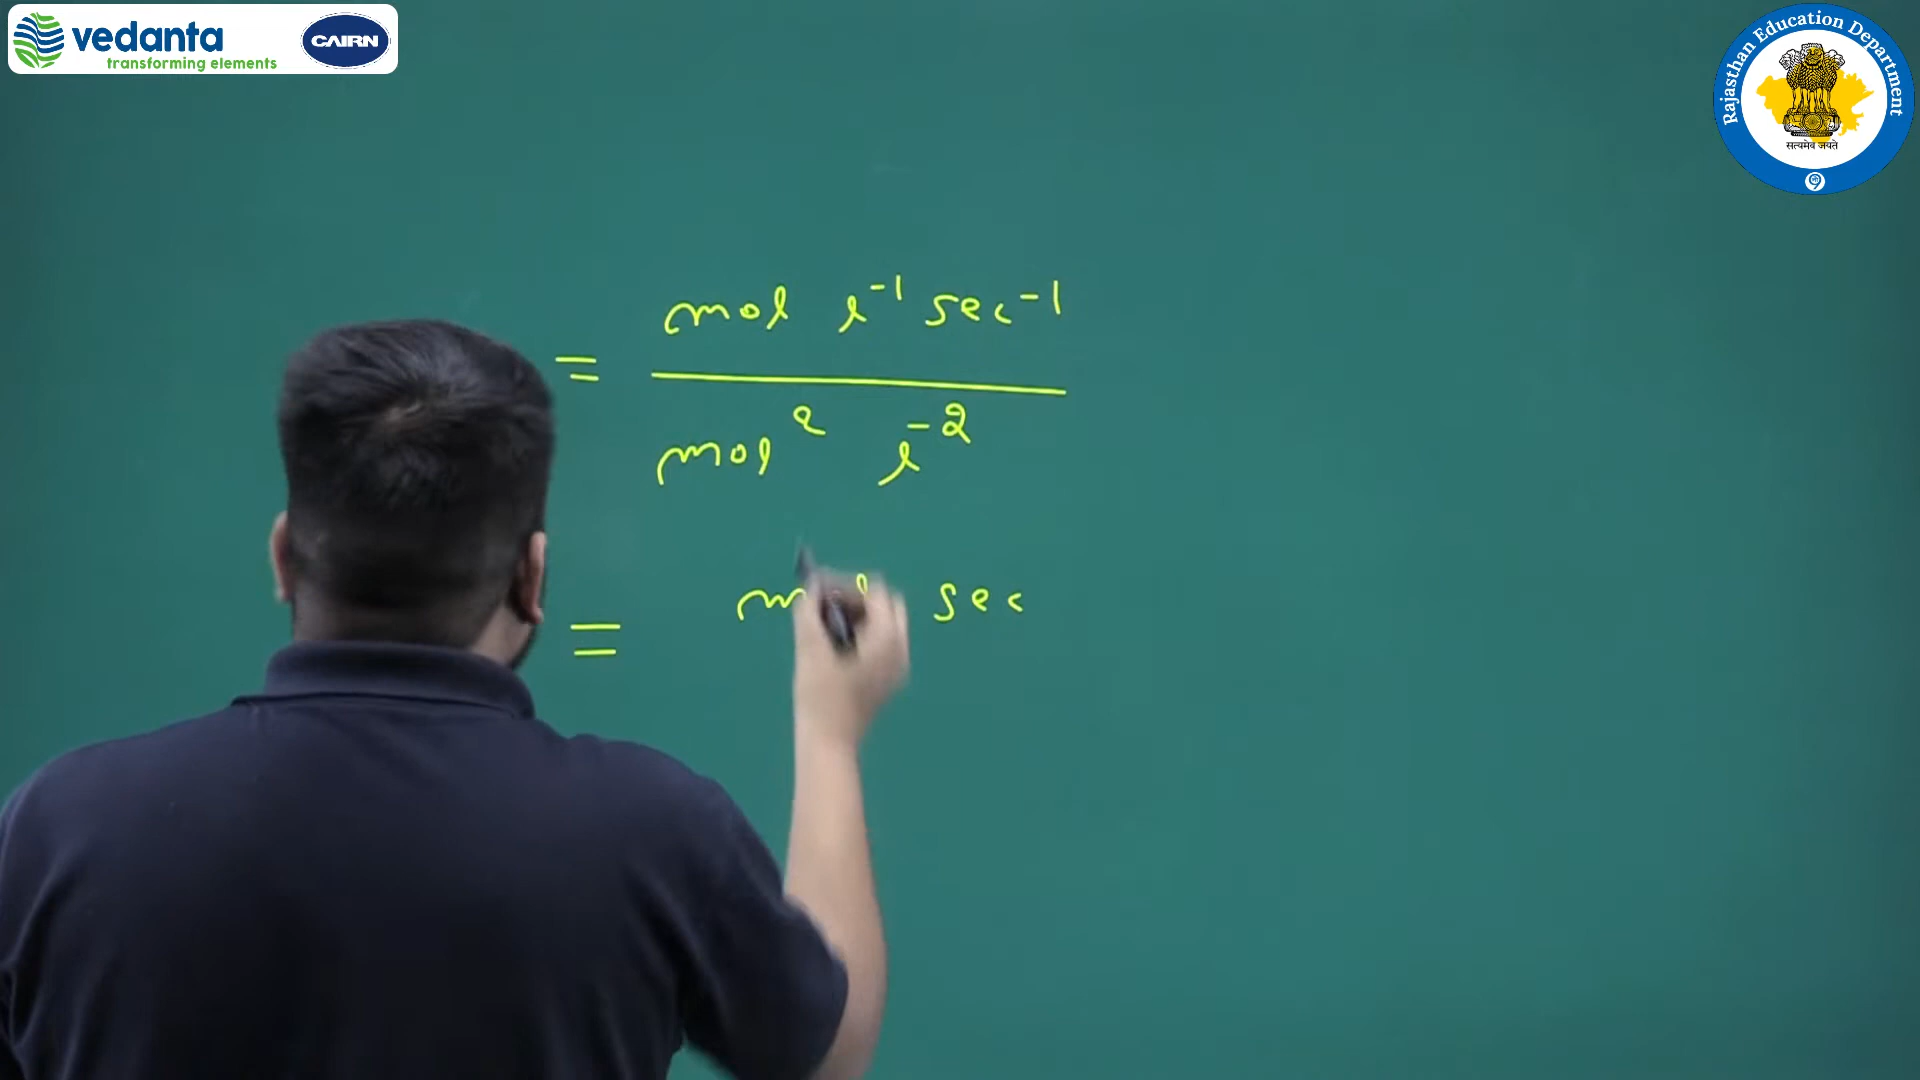 vedanta
transforming elements
CAIRN
Rajasthan Education Department
सत्यमेव जयते
mol l⁻¹ sec⁻¹
=
mol² l⁻²
= sec